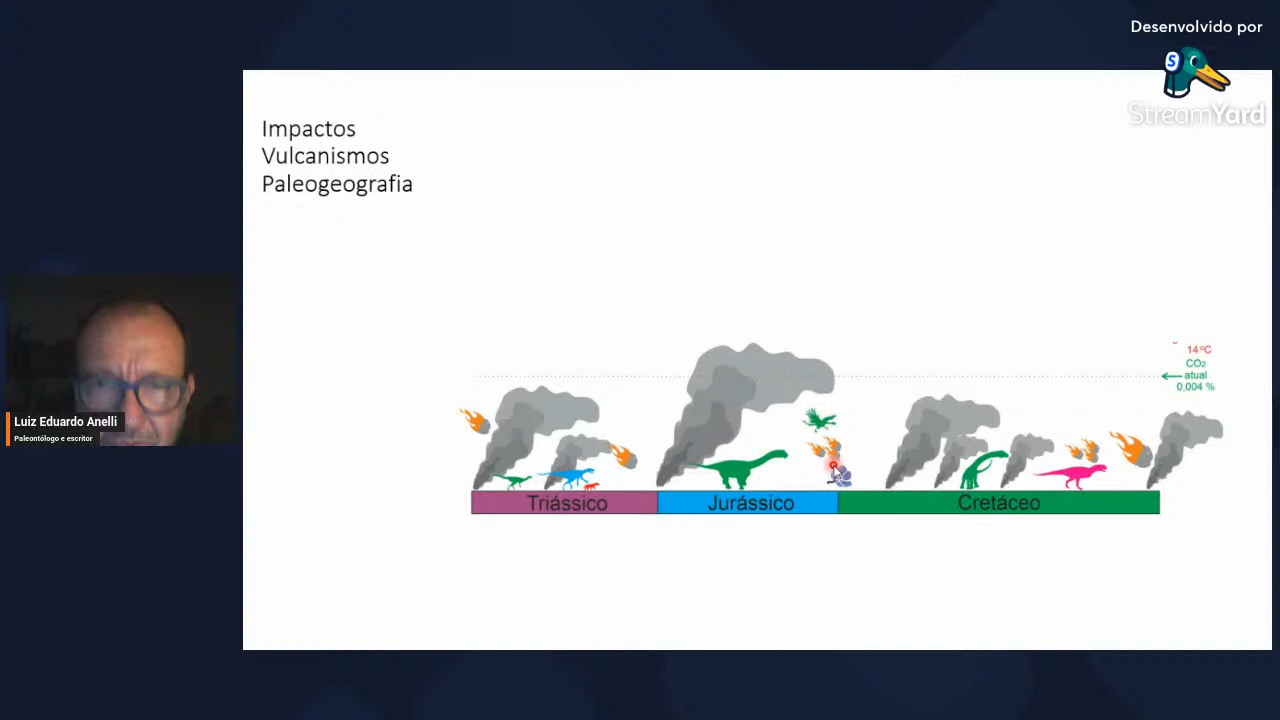 Desenvolvido por
StreamYard
Impactos
Vulcanismos
Paleogeografia
14 ºC
CO₂
atual
0,004 %
Luiz Eduardo Anelli
Paleontólogo e escritor
Triássico
Jurássico
Cretáceo